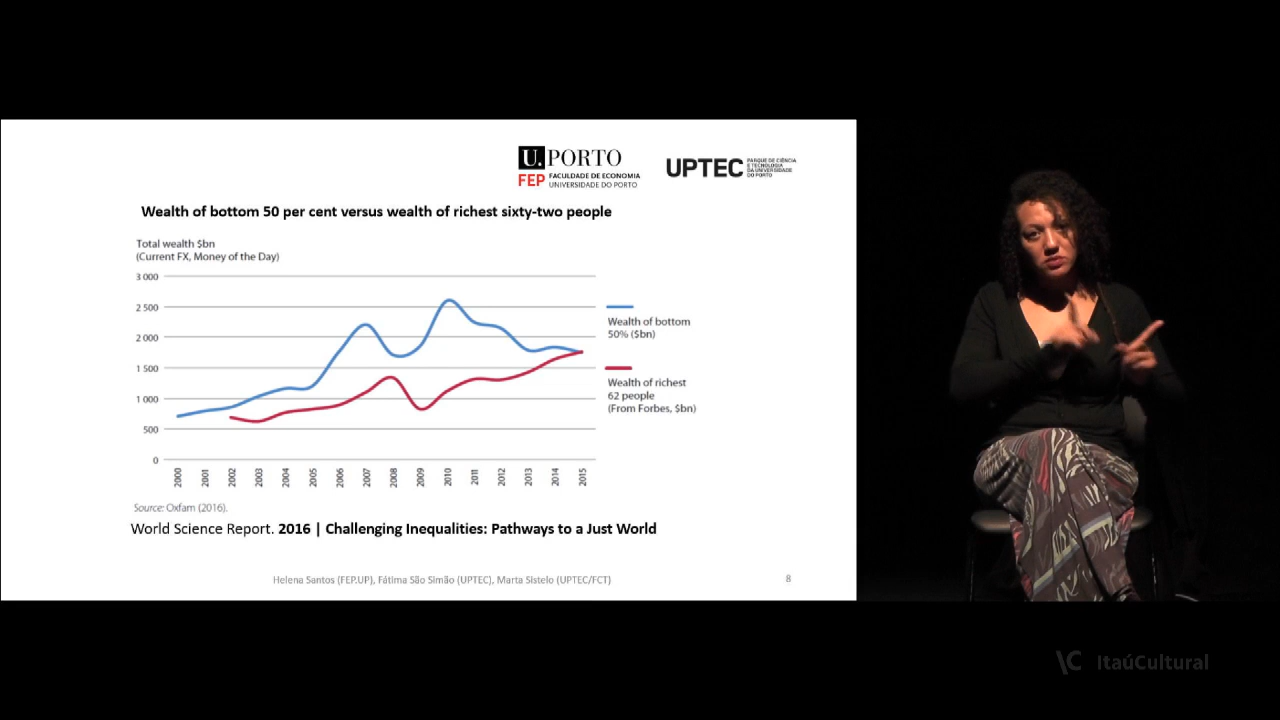 U. PORTO
FEP FACULDADE DE ECONOMIA
UNIVERSIDADE DO PORTO
UPTEC PARQUE DE CIÊNCIA
E TECNOLOGIA
DA UNIVERSIDADE
DO PORTO
Wealth of bottom 50 per cent versus wealth of richest sixty-two people
Total wealth $bn
(Current FX, Money of the Day)
3 000
2 500
2 000
1 500
1 000
500
0
2000 2001 2002 2003 2004 2005 2006 2007 2008 2009 2010 2011 2012 2013 2014 2015
Wealth of bottom
50% ($bn)
Wealth of richest
62 people
(From Forbes, $bn)
Source: Oxfam (2016).
World Science Report. 2016 | Challenging Inequalities: Pathways to a Just World
Helena Santos (FEP.UP), Fátima São Simão (UPTEC), Marta Sistelo (UPTEC/FCT) 8
ItaúCultural